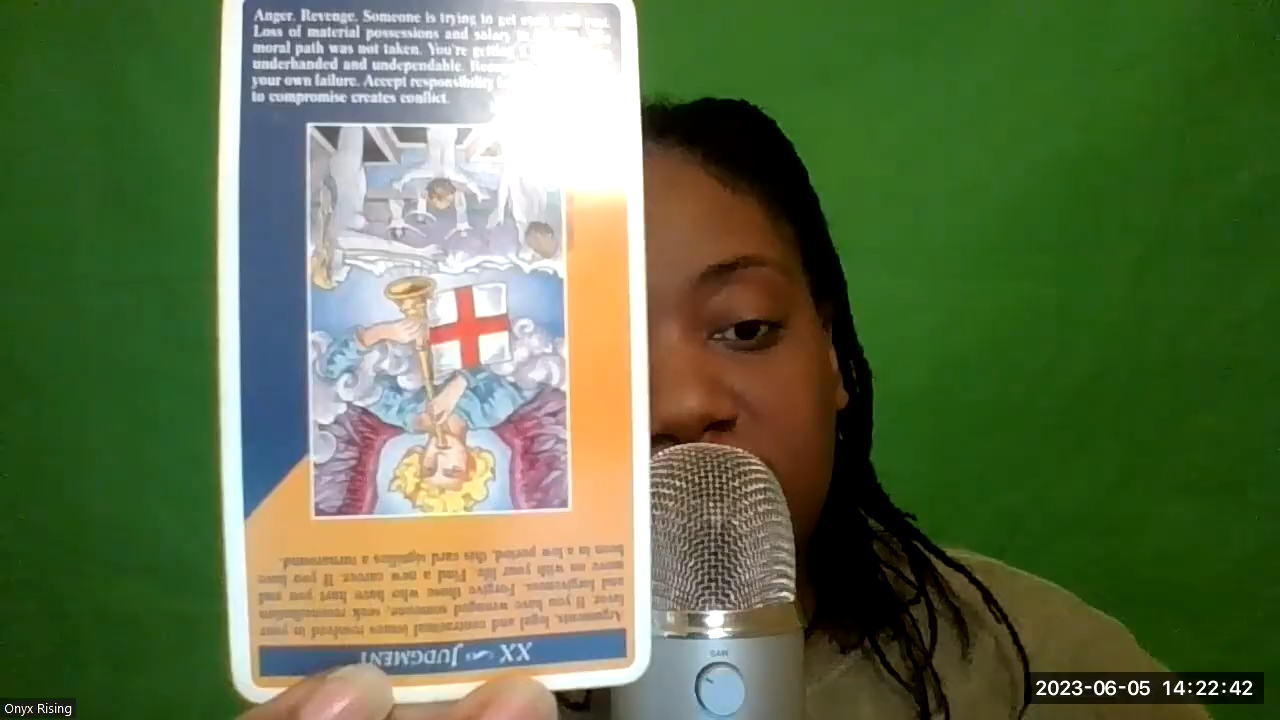 Anger. Revenge. Someone is trying to get even with you.
Loss of material possessions and salary
moral path was not taken. You're getting
underhanded and undependable.
your own failure. Accept responsibility
to compromise creates conflict.
XX JUDGMENT
Arguments, legal and contractual issues resolved in your
favor. If you have wronged someone, seek reconciliation
and forgiveness. Forgive those who have hurt you and
move on with your life. Find a new career. If you have
been in a low period, this card signifies a turnaround.
GAIN
Onyx Rising
2023-06-05 14:22:42